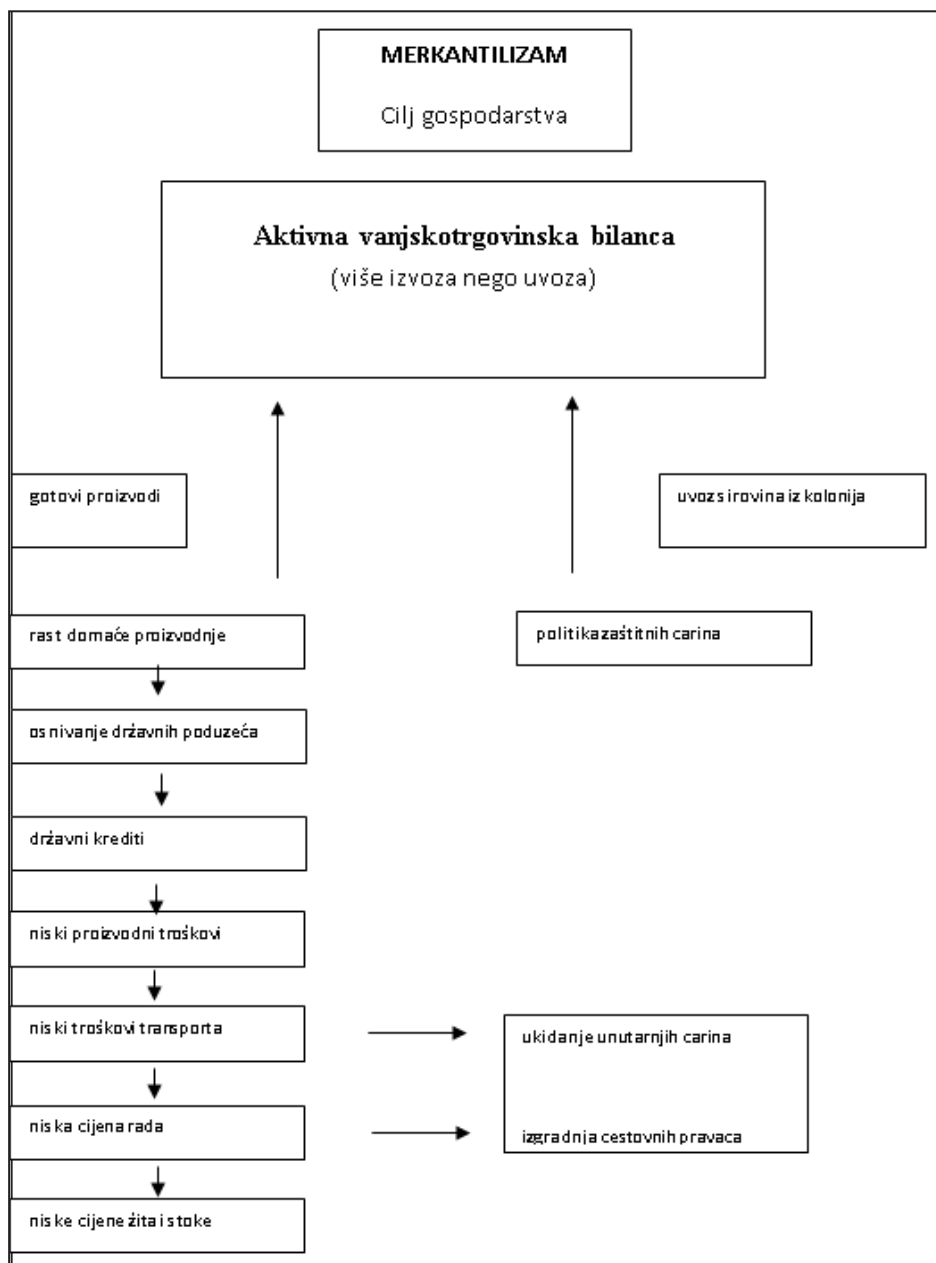 MERKANTILIZAM
Cilj gospodarstva
Aktivna vanjskotrgovinska bilanca
(više izvoza nego uvoza)
gotovi proizvodi
uvoz sirovina iz kolonija
rast domaće proizvodnje
politika zaštitnih carina
osnivanje državnih poduzeća
državni krediti
niski proizvodni troškovi
niski troškovi transporta
ukidanje unutarnjih carina
niska cijena rada
izgradnja cestovnih pravaca
niske cijene žita i stoke